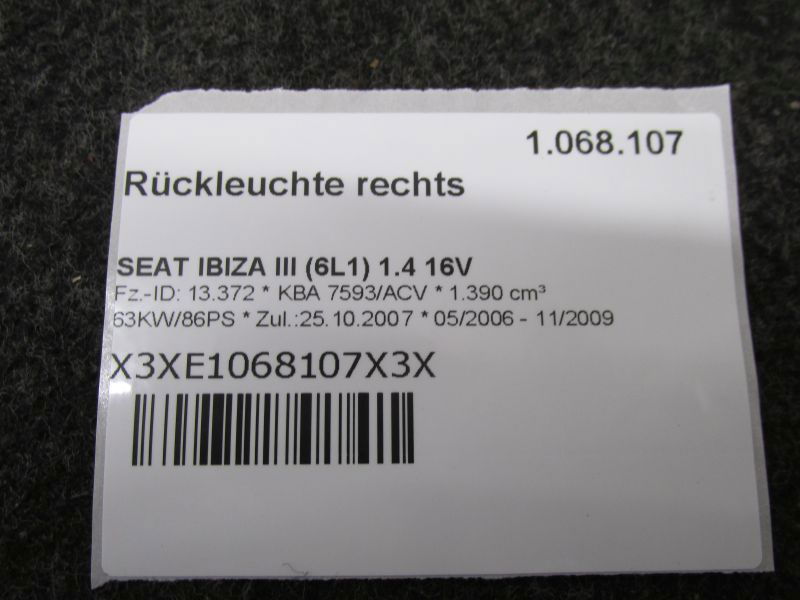 1.068.107
Rückleuchte rechts
SEAT IBIZA III (6L1) 1.4 16V
Fz.-ID: 13.372 * KBA 7593/ACV * 1.390 cm³
63KW/86PS * Zul.:25.10.2007 * 05/2006 - 11/2009
X3XE1068107X3X